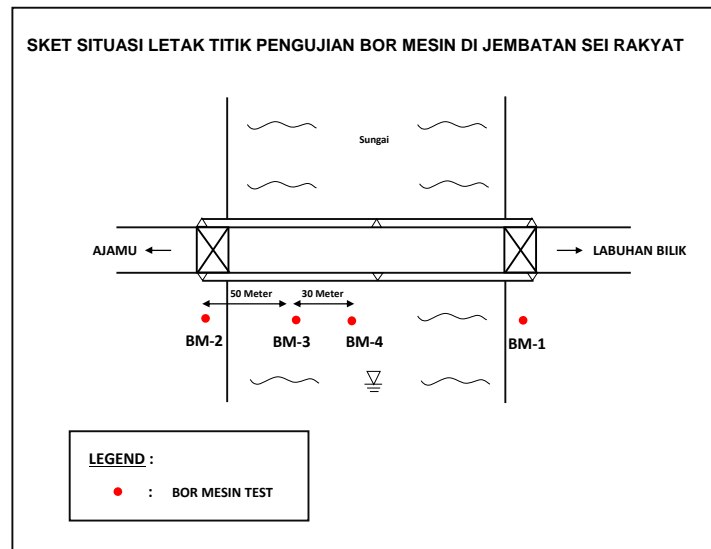 SKET SITUASI LETAK TITIK PENGUJIAN BOR MESIN DI JEMBATAN SEI RAKYAT
Sungai
AJAMU
LABUHAN BILIK
50 Meter
30 Meter
BM-2
BM-3
BM-4
BM-1
LEGEND :
: BOR MESIN TEST